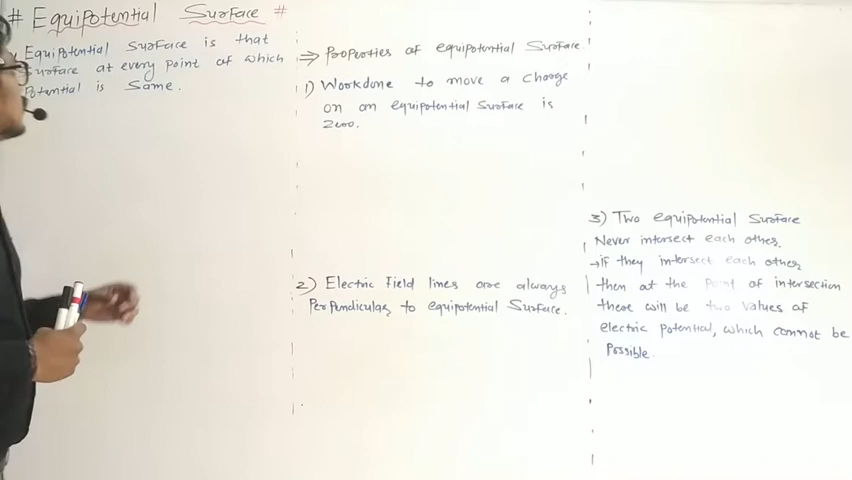 # Equipotential Surface #
Equipotential Surface is that
Surface at every point of which
Potential is Same.
⇒ Properties of equipotential Surface
1) Workdone to move a charge
on an equipotential surface is
Zero.
2) Electric Field lines are always
Perpendicular to equipotential Surface.
3) Two equipotential Surface
Never intersect each other.
→ if they intersect each other
then at the point of intersection
there will be two values of
electric potential, which cannot be
Possible.